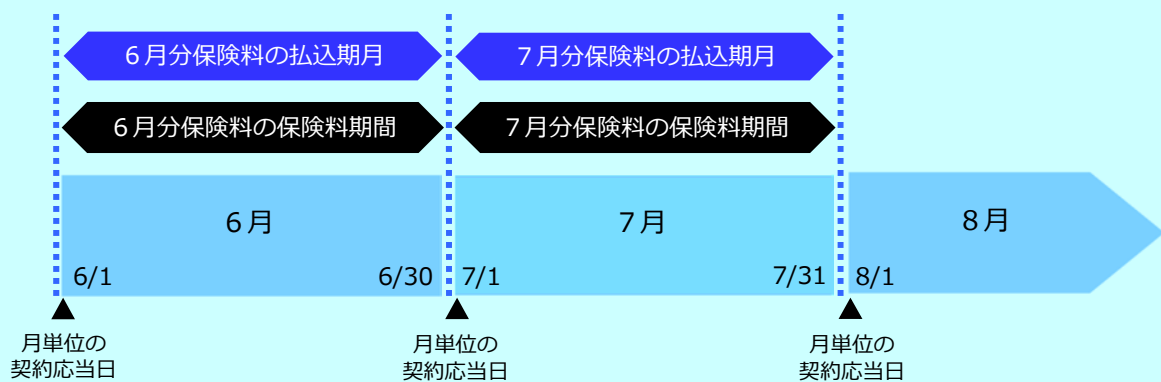 ６月分保険料の払込期月
７月分保険料の払込期月
６月分保険料の保険料期間
７月分保険料の保険料期間
６月
７月
８月
6/1
6/30
7/1
7/31
8/1
月単位の
契約応当日
月単位の
契約応当日
月単位の
契約応当日